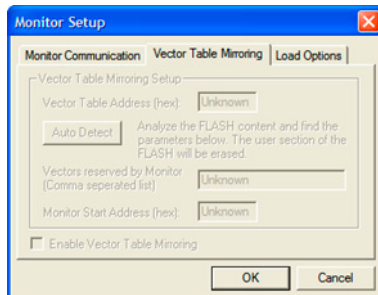 Monitor Setup
Monitor Communication Vector Table Mirroring Load Options
Vector Table Mirroring Setup
Vector Table Address (hex): Unknown
Auto Detect
Analyze the FLASH content and find the
parameters below. The user section of the
FLASH will be erased.
Vectors reserved by Monitor
(Comma seperated list) Unknown
Monitor Start Address (hex): Unknown
Enable Vector Table Mirroring
OK Cancel